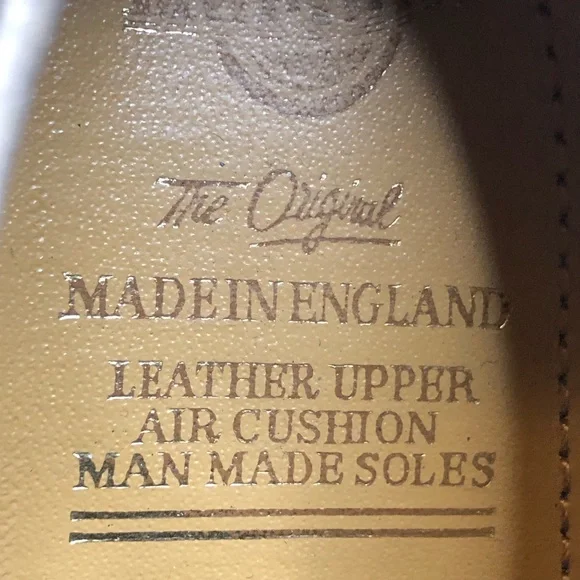 The Original
MADE IN ENGLAND
LEATHER UPPER
AIR CUSHION
MAN MADE SOLES